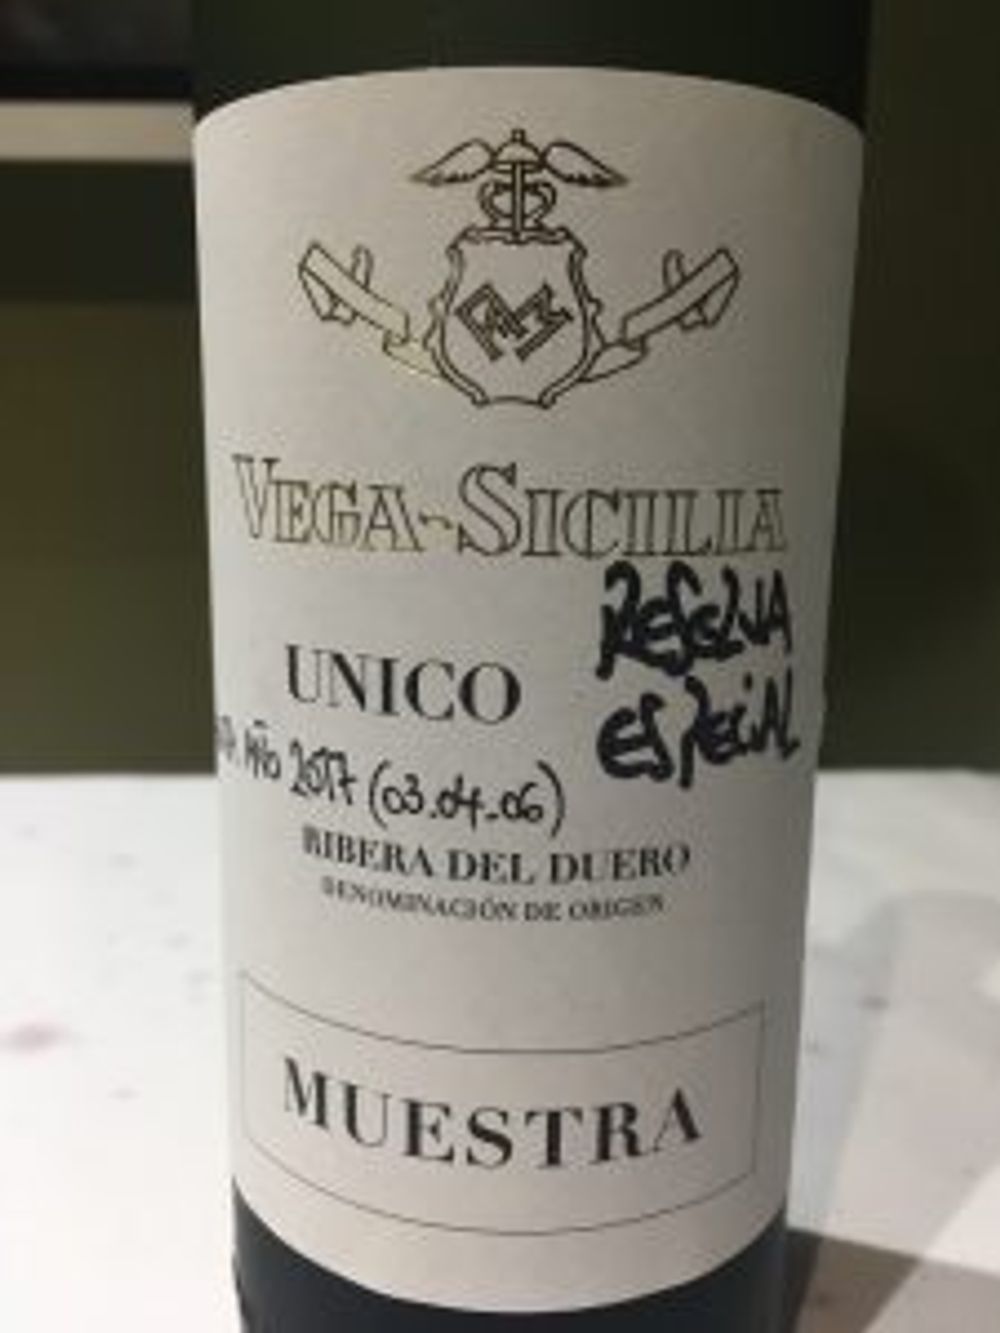 VEGA-SICILIA
RESERVA
UNICO
ESPECIAL
AÑO 2017 (03.04.06)
RIBERA DEL DUERO
DENOMINACIÓN DE ORIGEN
MUESTRA